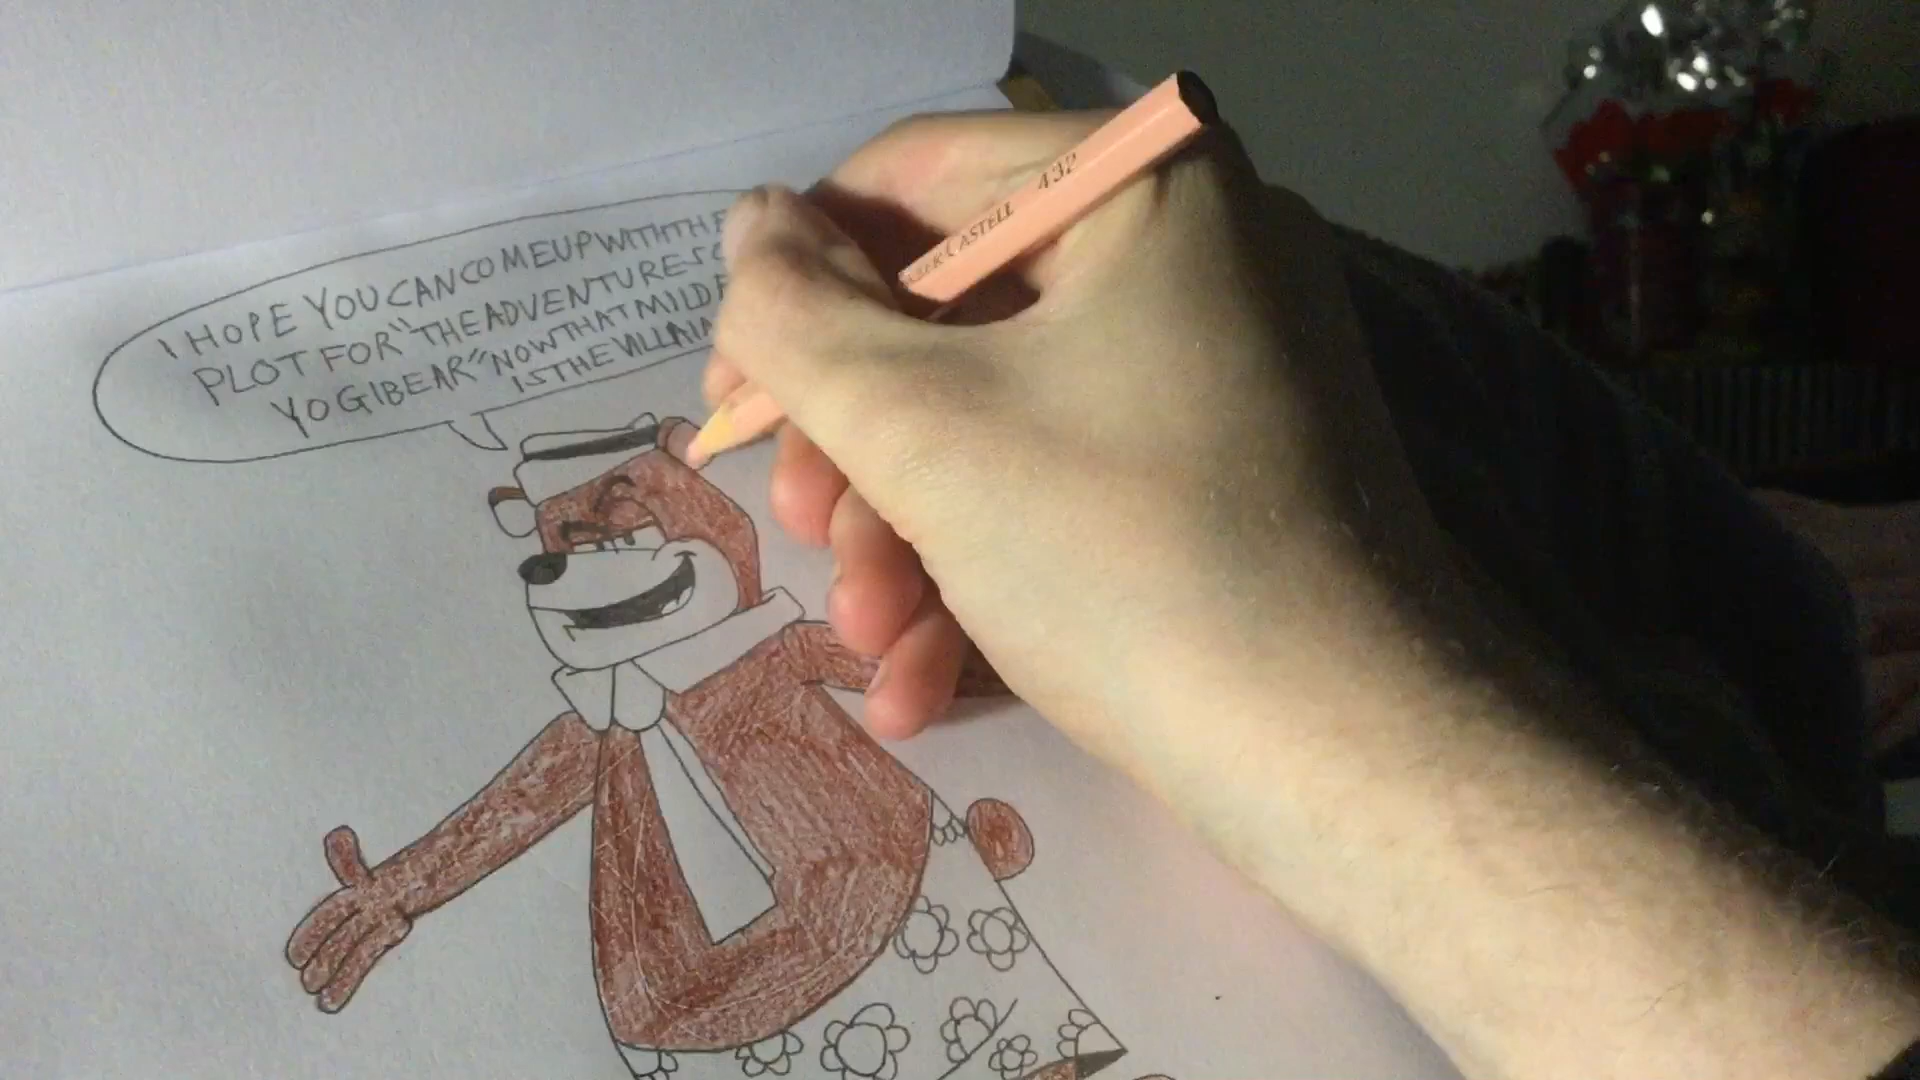 I HOPE YOU CAN COME UP WITH THE
PLOT FOR "THE ADVENTURES
YOGI BEAR" NOW THAT MILD
IS THE VILLAIN
CASTELL 432